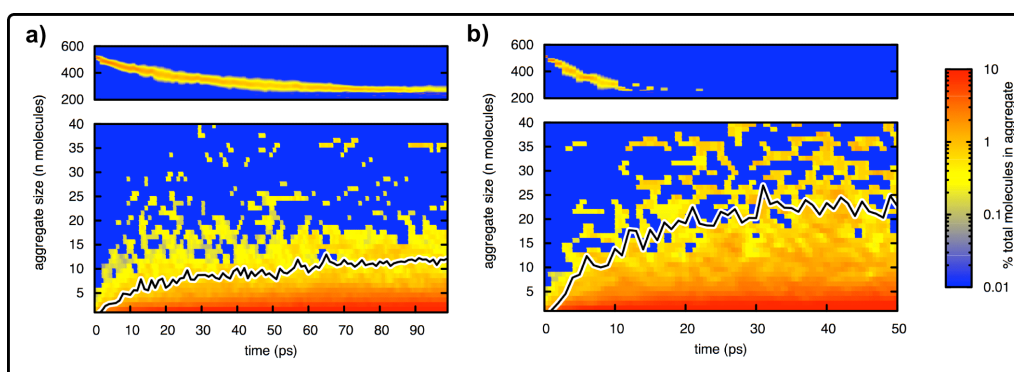 a)
600
400
200
40
35
30
25
20
15
10
5
0 10 20 30 40 50 60 70 80 90
time (ps)
aggregate size (n molecules)
b)
600
400
200
40
35
30
25
20
15
10
5
0 10 20 30 40 50
time (ps)
aggregate size (n molecules)
10
1
0.1
0.01
% total molecules in aggregate